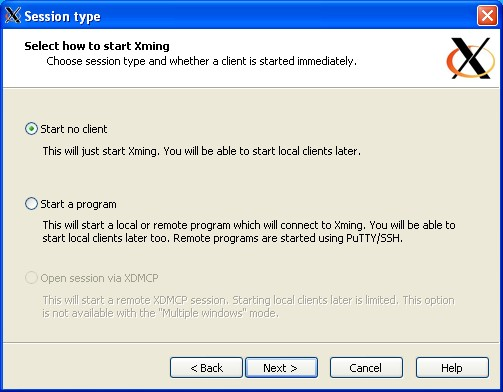 Session type
Select how to start Xming
Choose session type and whether a client is started immediately.
Start no client
This will just start Xming. You will be able to start local clients later.
Start a program
This will start a local or remote program which will connect to Xming. You will be able to
start local clients later too. Remote programs are started using PuTTY/SSH.
Open session via XDMCP
This will start a remote XDMCP session. Starting local clients later is limited. This option
is not available with the "Multiple windows" mode.
< Back
Next >
Cancel
Help